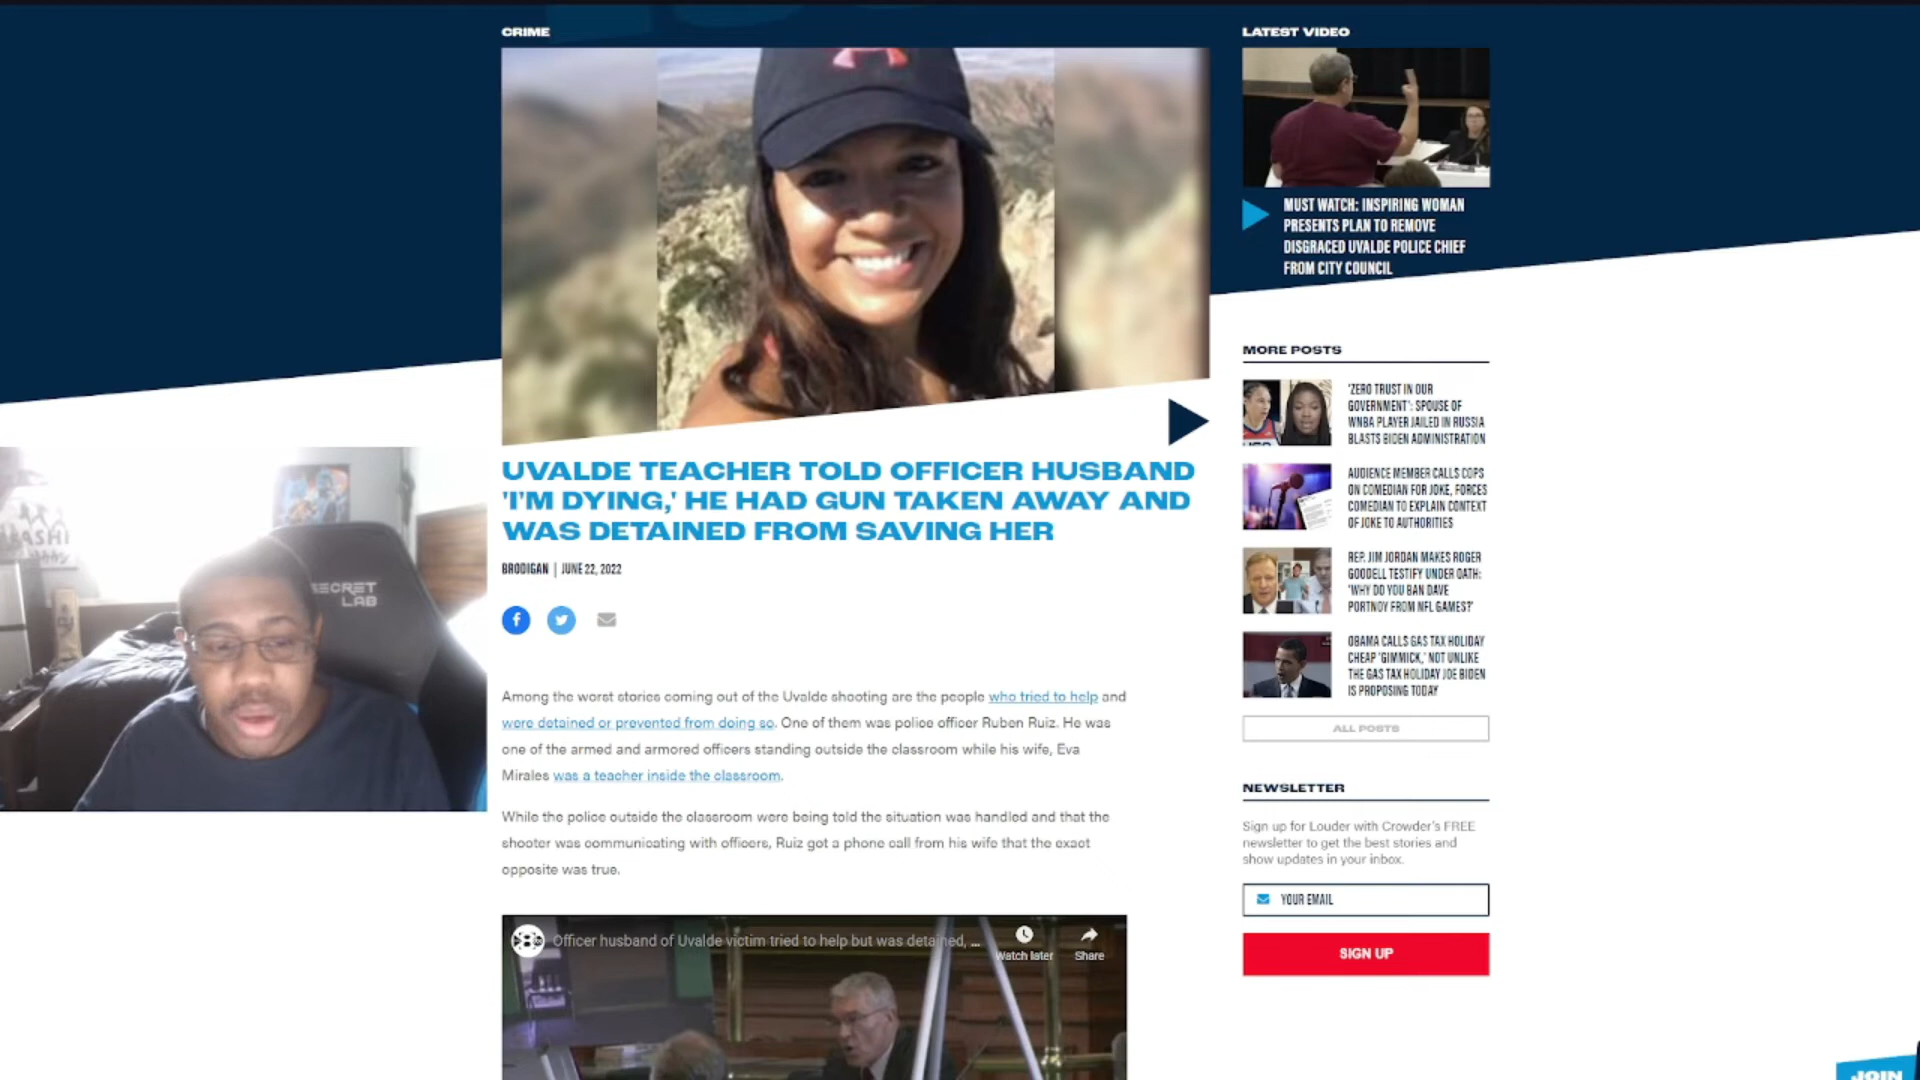 CRIME
UVALDE TEACHER TOLD OFFICER HUSBAND
'I'M DYING,' HE HAD GUN TAKEN AWAY AND
WAS DETAINED FROM SAVING HER
BRODIGAN | JUNE 22, 2022
Among the worst stories coming out of the Uvalde shooting are the people who tried to help and
were detained or prevented from doing so. One of them was police officer Ruben Ruiz. He was
one of the armed and armored officers standing outside the classroom while his wife, Eva
Mirales was a teacher inside the classroom.
While the police outside the classroom were being told the situation was handled and that the
shooter was communicating with officers, Ruiz got a phone call from his wife that the exact
opposite was true.
Officer husband of Uvalde victim tried to help but was detained, ...
Watch later
Share
LATEST VIDEO
MUST WATCH: INSPIRING WOMAN
PRESENTS PLAN TO REMOVE
DISGRACED UVALDE POLICE CHIEF
FROM CITY COUNCIL
MORE POSTS
'ZERO TRUST IN OUR
GOVERNMENT': SPOUSE OF
WNBA PLAYER JAILED IN RUSSIA
BLASTS BIDEN ADMINISTRATION
AUDIENCE MEMBER CALLS COPS
ON COMEDIAN FOR JOKE, FORCES
COMEDIAN TO EXPLAIN CONTEXT
OF JOKE TO AUTHORITIES
REP. JIM JORDAN MAKES ROGER
GOODELL TESTIFY UNDER OATH:
'WHY DO YOU BAN DAVE
PORTNOY FROM NFL GAMES?'
OBAMA CALLS GAS TAX HOLIDAY
CHEAP 'GIMMICK,' NOT UNLIKE
THE GAS TAX HOLIDAY JOE BIDEN
IS PROPOSING TODAY
ALL POSTS
NEWSLETTER
Sign up for Louder with Crowder's FREE
newsletter to get the best stories and
show updates in your inbox.
YOUR EMAIL
SIGN UP
JOIN
SECRET
LAB